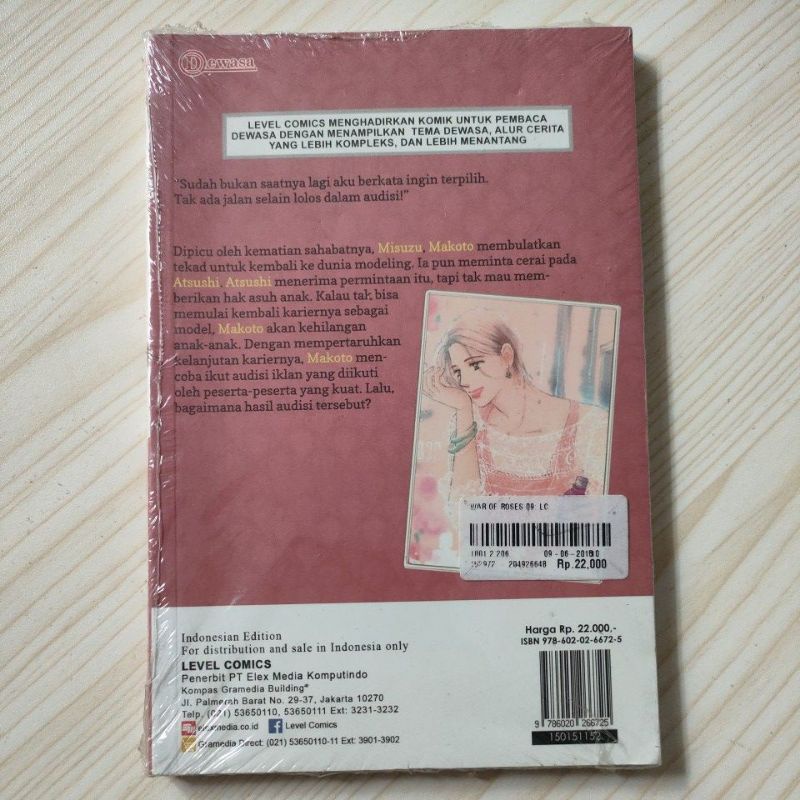 Dewasa
LEVEL COMICS MENGHADIRKAN KOMIK UNTUK PEMBACA
DEWASA DENGAN MENAMPILKAN TEMA DEWASA, ALUR CERITA
YANG LEBIH KOMPLEKS, DAN LEBIH MENANTANG
"Sudah bukan saatnya lagi aku berkata ingin terpilih.
Tak ada jalan selain lolos dalam audisi!"
Dipicu oleh kematian sahabatnya, Misuzu, Makoto membulatkan
tekad untuk kembali ke dunia modeling. Ia pun meminta cerai pada
Atsushi. Atsushi menerima permintaan itu, tapi tak mau mem-
berikan hak asuh anak. Kalau tak bisa
memulai kembali kariernya sebagai
model, Makoto akan kehilangan
anak-anak. Dengan mempertaruhkan
kelanjutan kariernya, Makoto men-
coba ikut audisi iklan yang diikuti
oleh peserta-peserta yang kuat. Lalu,
bagaimana hasil audisi tersebut?
WAR OF ROSES 09: LC
1801 2 206
204926648
Rp.22,000
Indonesian Edition
For distribution and sale in Indonesia only
LEVEL COMICS
Penerbit PT Elex Media Komputindo
Kompas Gramedia Building
Jl. Palmerah Barat No. 29-37, Jakarta 10270
Telp. (021) 53650110, 53650111 Ext: 3231-3232
elexmedia.co.id
Level Comics
Gramedia Direct: (021) 53650110-11 Ext: 3901-3902
Harga Rp. 22.000,-
ISBN 978-602-02-6672-5
9 786020 266725
150151152